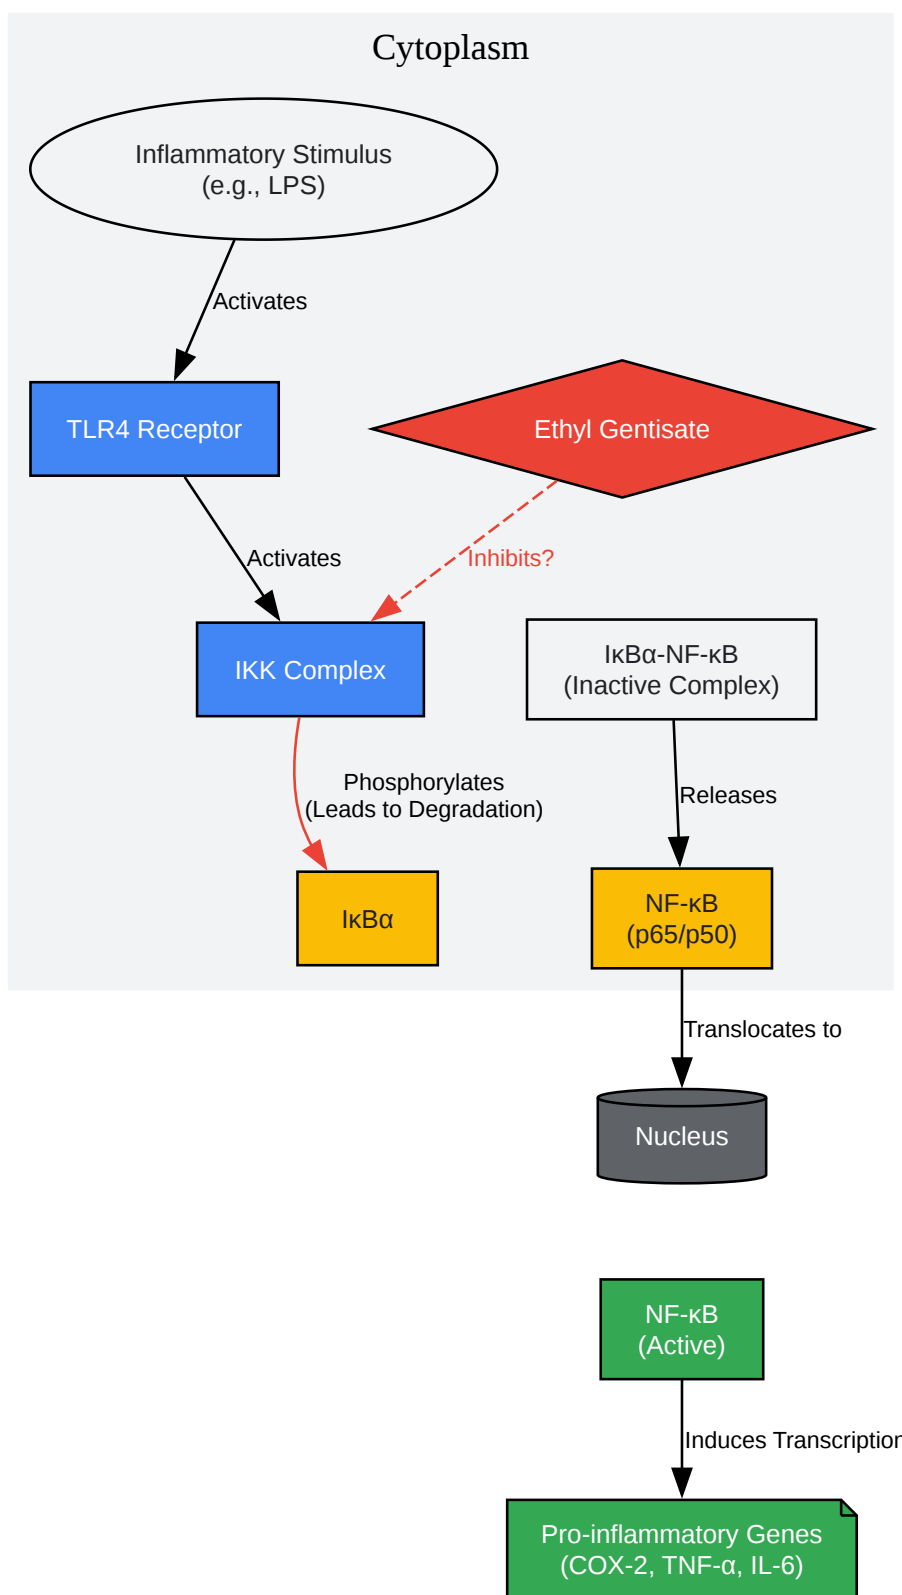 Cytoplasm
Inflammatory Stimulus
(e.g., LPS)
Activates
TLR4 Receptor
Ethyl Gentisate
Activates
Inhibits?
IKK Complex
IκBα-NF-κB
(Inactive Complex)
Phosphorylates
(Leads to Degradation)
Releases
IκBα
NF-κB
(p65/p50)
Translocates to
Nucleus
NF-κB
(Active)
Induces Transcription
Pro-inflammatory Genes
(COX-2, TNF-α, IL-6)